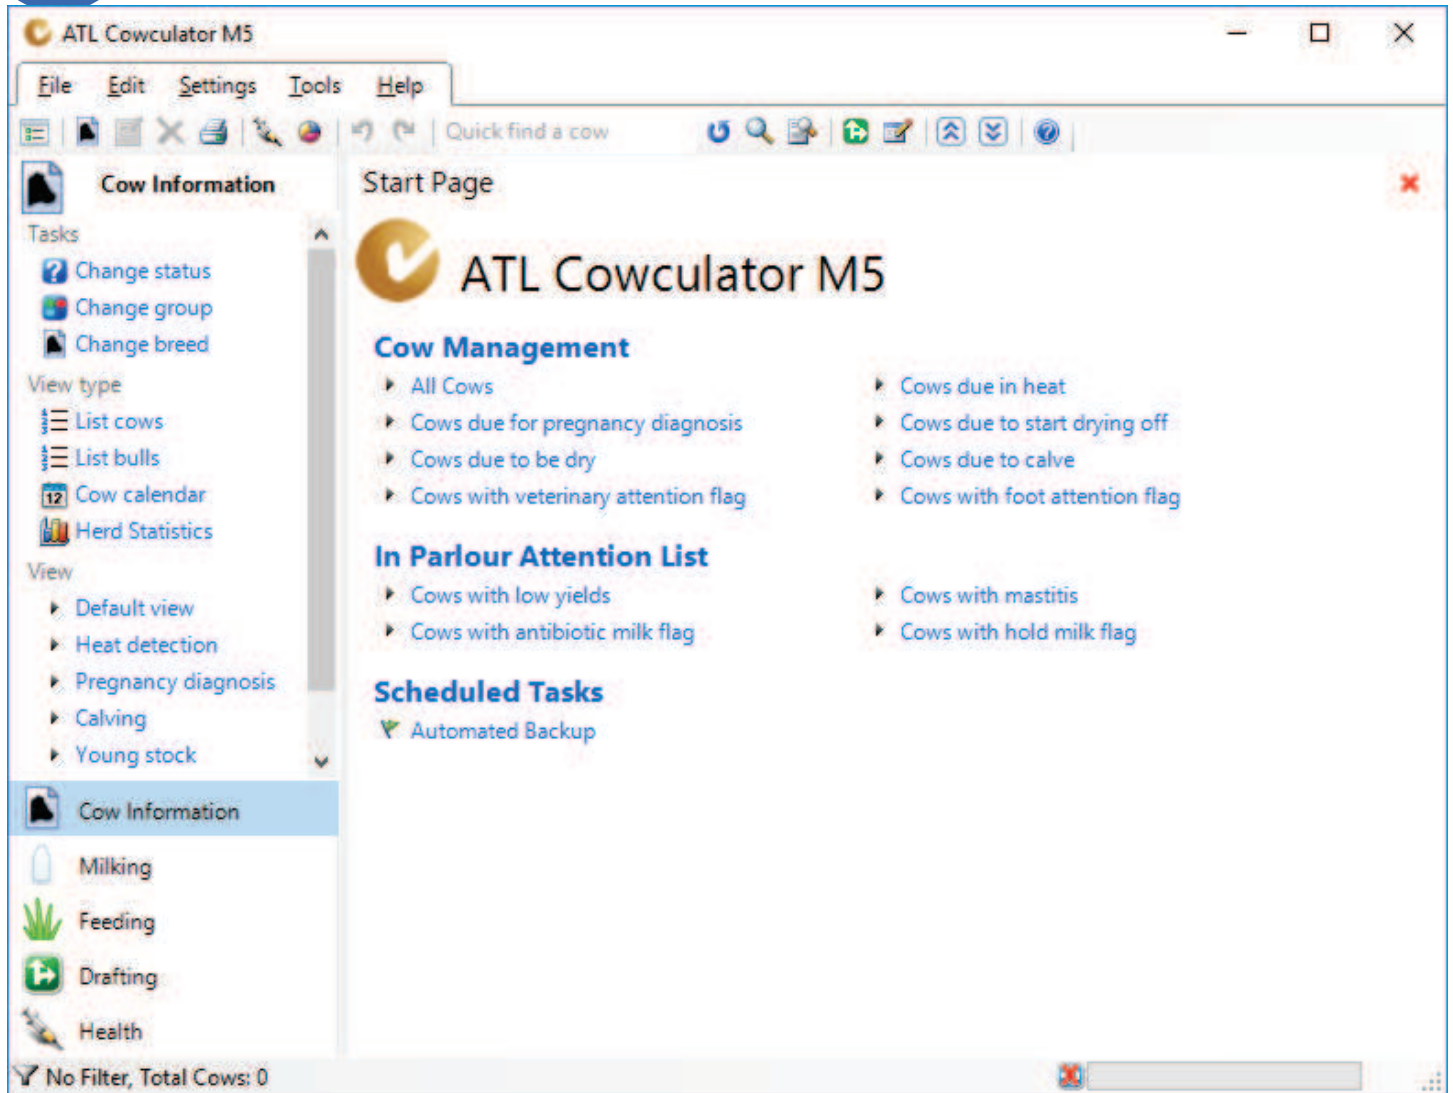 ATL Cowculator M5
File Edit Settings Tools Help
Quick find a cow
Cow Information
Tasks
Change status
Change group
Change breed
View type
List cows
List bulls
12 Cow calendar
Herd Statistics
View
Default view
Heat detection
Pregnancy diagnosis
Calving
Young stock
Cow Information
Milking
Feeding
Drafting
Health
Start Page
ATL Cowculator M5
Cow Management
All Cows
Cows due in heat
Cows due for pregnancy diagnosis
Cows due to start drying off
Cows due to be dry
Cows due to calve
Cows with veterinary attention flag
Cows with foot attention flag
In Parlour Attention List
Cows with low yields
Cows with mastitis
Cows with antibiotic milk flag
Cows with hold milk flag
Scheduled Tasks
Automated Backup
No Filter, Total Cows: 0